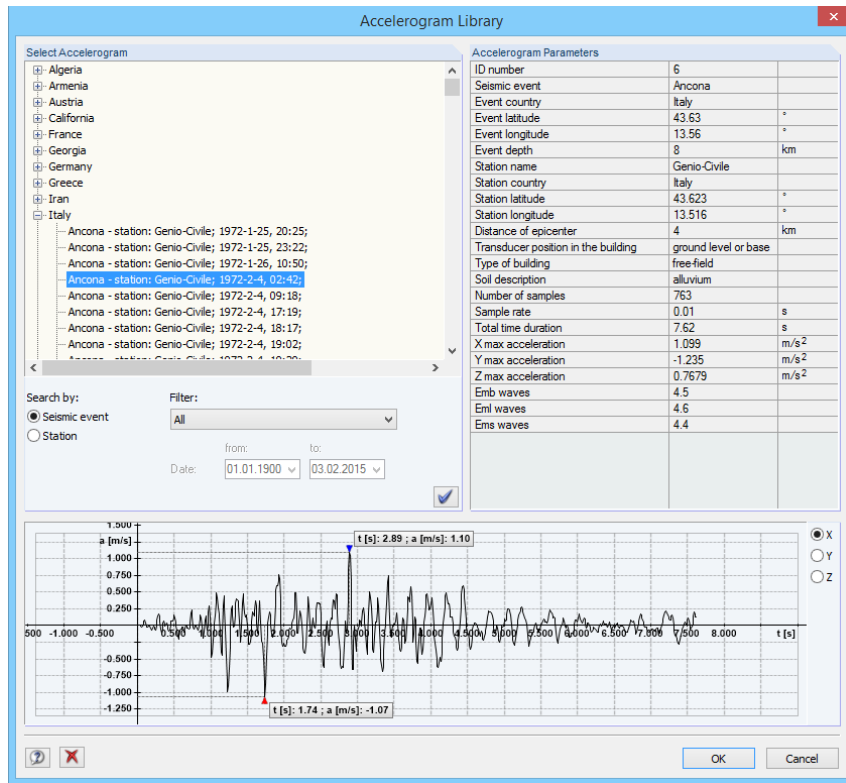 Accelerogram Library
Select Accelerogram
Algeria
Armenia
Austria
California
France
Georgia
Germany
Greece
Iran
Italy
Ancona - station: Genio-Civile; 1972-1-25, 20:25;
Ancona - station: Genio-Civile; 1972-1-25, 23:22;
Ancona - station: Genio-Civile; 1972-1-26, 10:50;
Ancona - station: Genio-Civile; 1972-2-4, 02:42;
Ancona - station: Genio-Civile; 1972-2-4, 09:18;
Ancona - station: Genio-Civile; 1972-2-4, 17:19;
Ancona - station: Genio-Civile; 1972-2-4, 18:17;
Ancona - station: Genio-Civile; 1972-2-4, 19:02;
Search by:
Filter:
Seismic event
All
Station
from:
to:
Date:
01.01.1900
03.02.2015
Accelerogram Parameters
ID number 6
Seismic event Ancona
Event country Italy
Event latitude 43.63 °
Event longitude 13.56 °
Event depth 8 km
Station name Genio-Civile
Station country Italy
Station latitude 43.623 °
Station longitude 13.516 °
Distance of epicenter 4 km
Transducer position in the building ground level or base
Type of building free-field
Soil description alluvium
Number of samples 763
Sample rate 0.01 s
Total time duration 7.62 s
X max acceleration 1.099 m/s²
Y max acceleration -1.235 m/s²
Z max acceleration 0.7679 m/s²
Emb waves 4.5
Eml waves 4.6
Ems waves 4.4
1.500
a [m/s]
t [s]: 2.89 ; a [m/s]: 1.10
1.000
0.750
0.500
0.250
500 -1.000 -0.500 0.500 1.000 1.500 2.000 2.500 3.000 3.500 4.000 4.500 5.000 5.500 6.000 6.500 7.000 7.500 8.000 t [s]
-0.500
-0.750
-1.000
-1.250
t [s]: 1.74 ; a [m/s]: -1.07
X
Y
Z
OK
Cancel